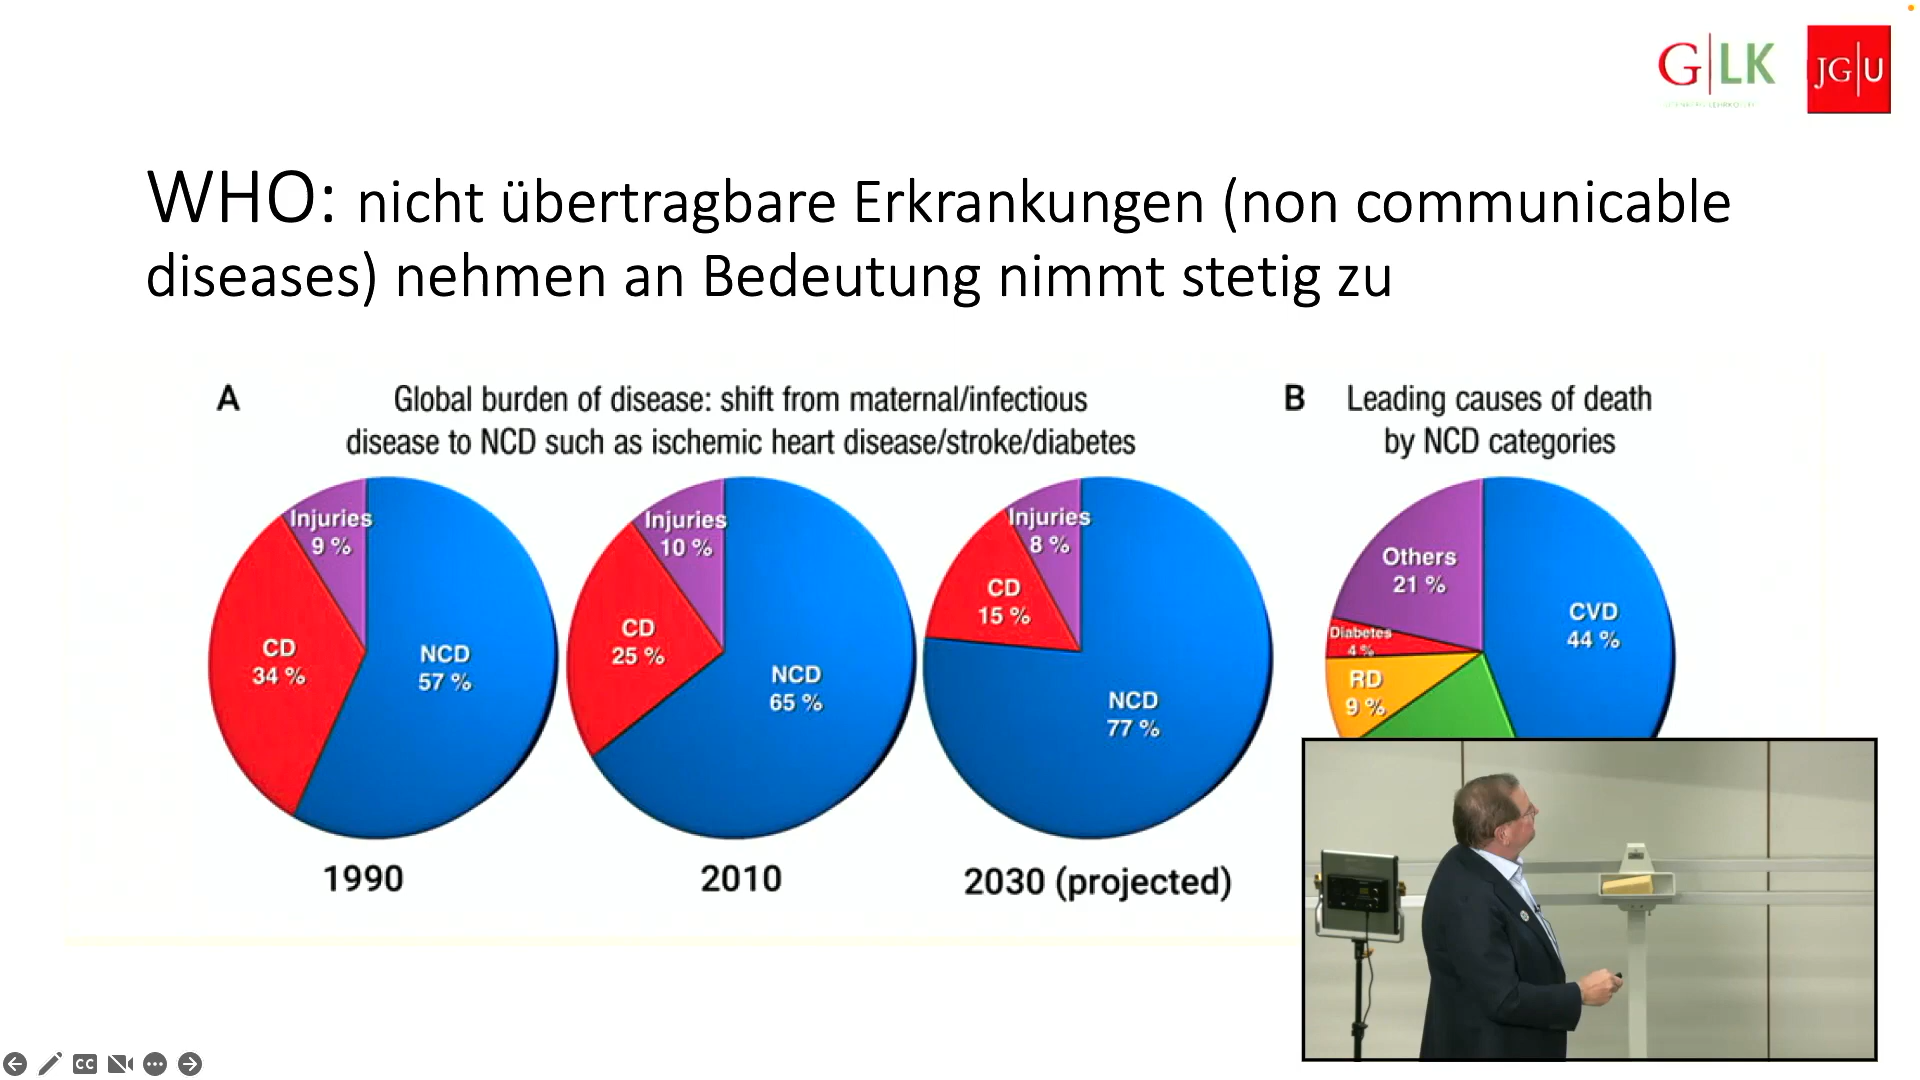 G|LK
JG|U
WHO: nicht übertragbare Erkrankungen (non communicable
diseases) nehmen an Bedeutung nimmt stetig zu
A
Global burden of disease: shift from maternal/infectious
disease to NCD such as ischemic heart disease/stroke/diabetes
Injuries
9 %
CD
34 %
NCD
57 %
1990
Injuries
10 %
CD
25 %
NCD
65 %
2010
Injuries
8 %
CD
15 %
NCD
77 %
2030 (projected)
B
Leading causes of death
by NCD categories
Others
21 %
Diabetes
4 %
RD
9 %
CVD
44 %
CC